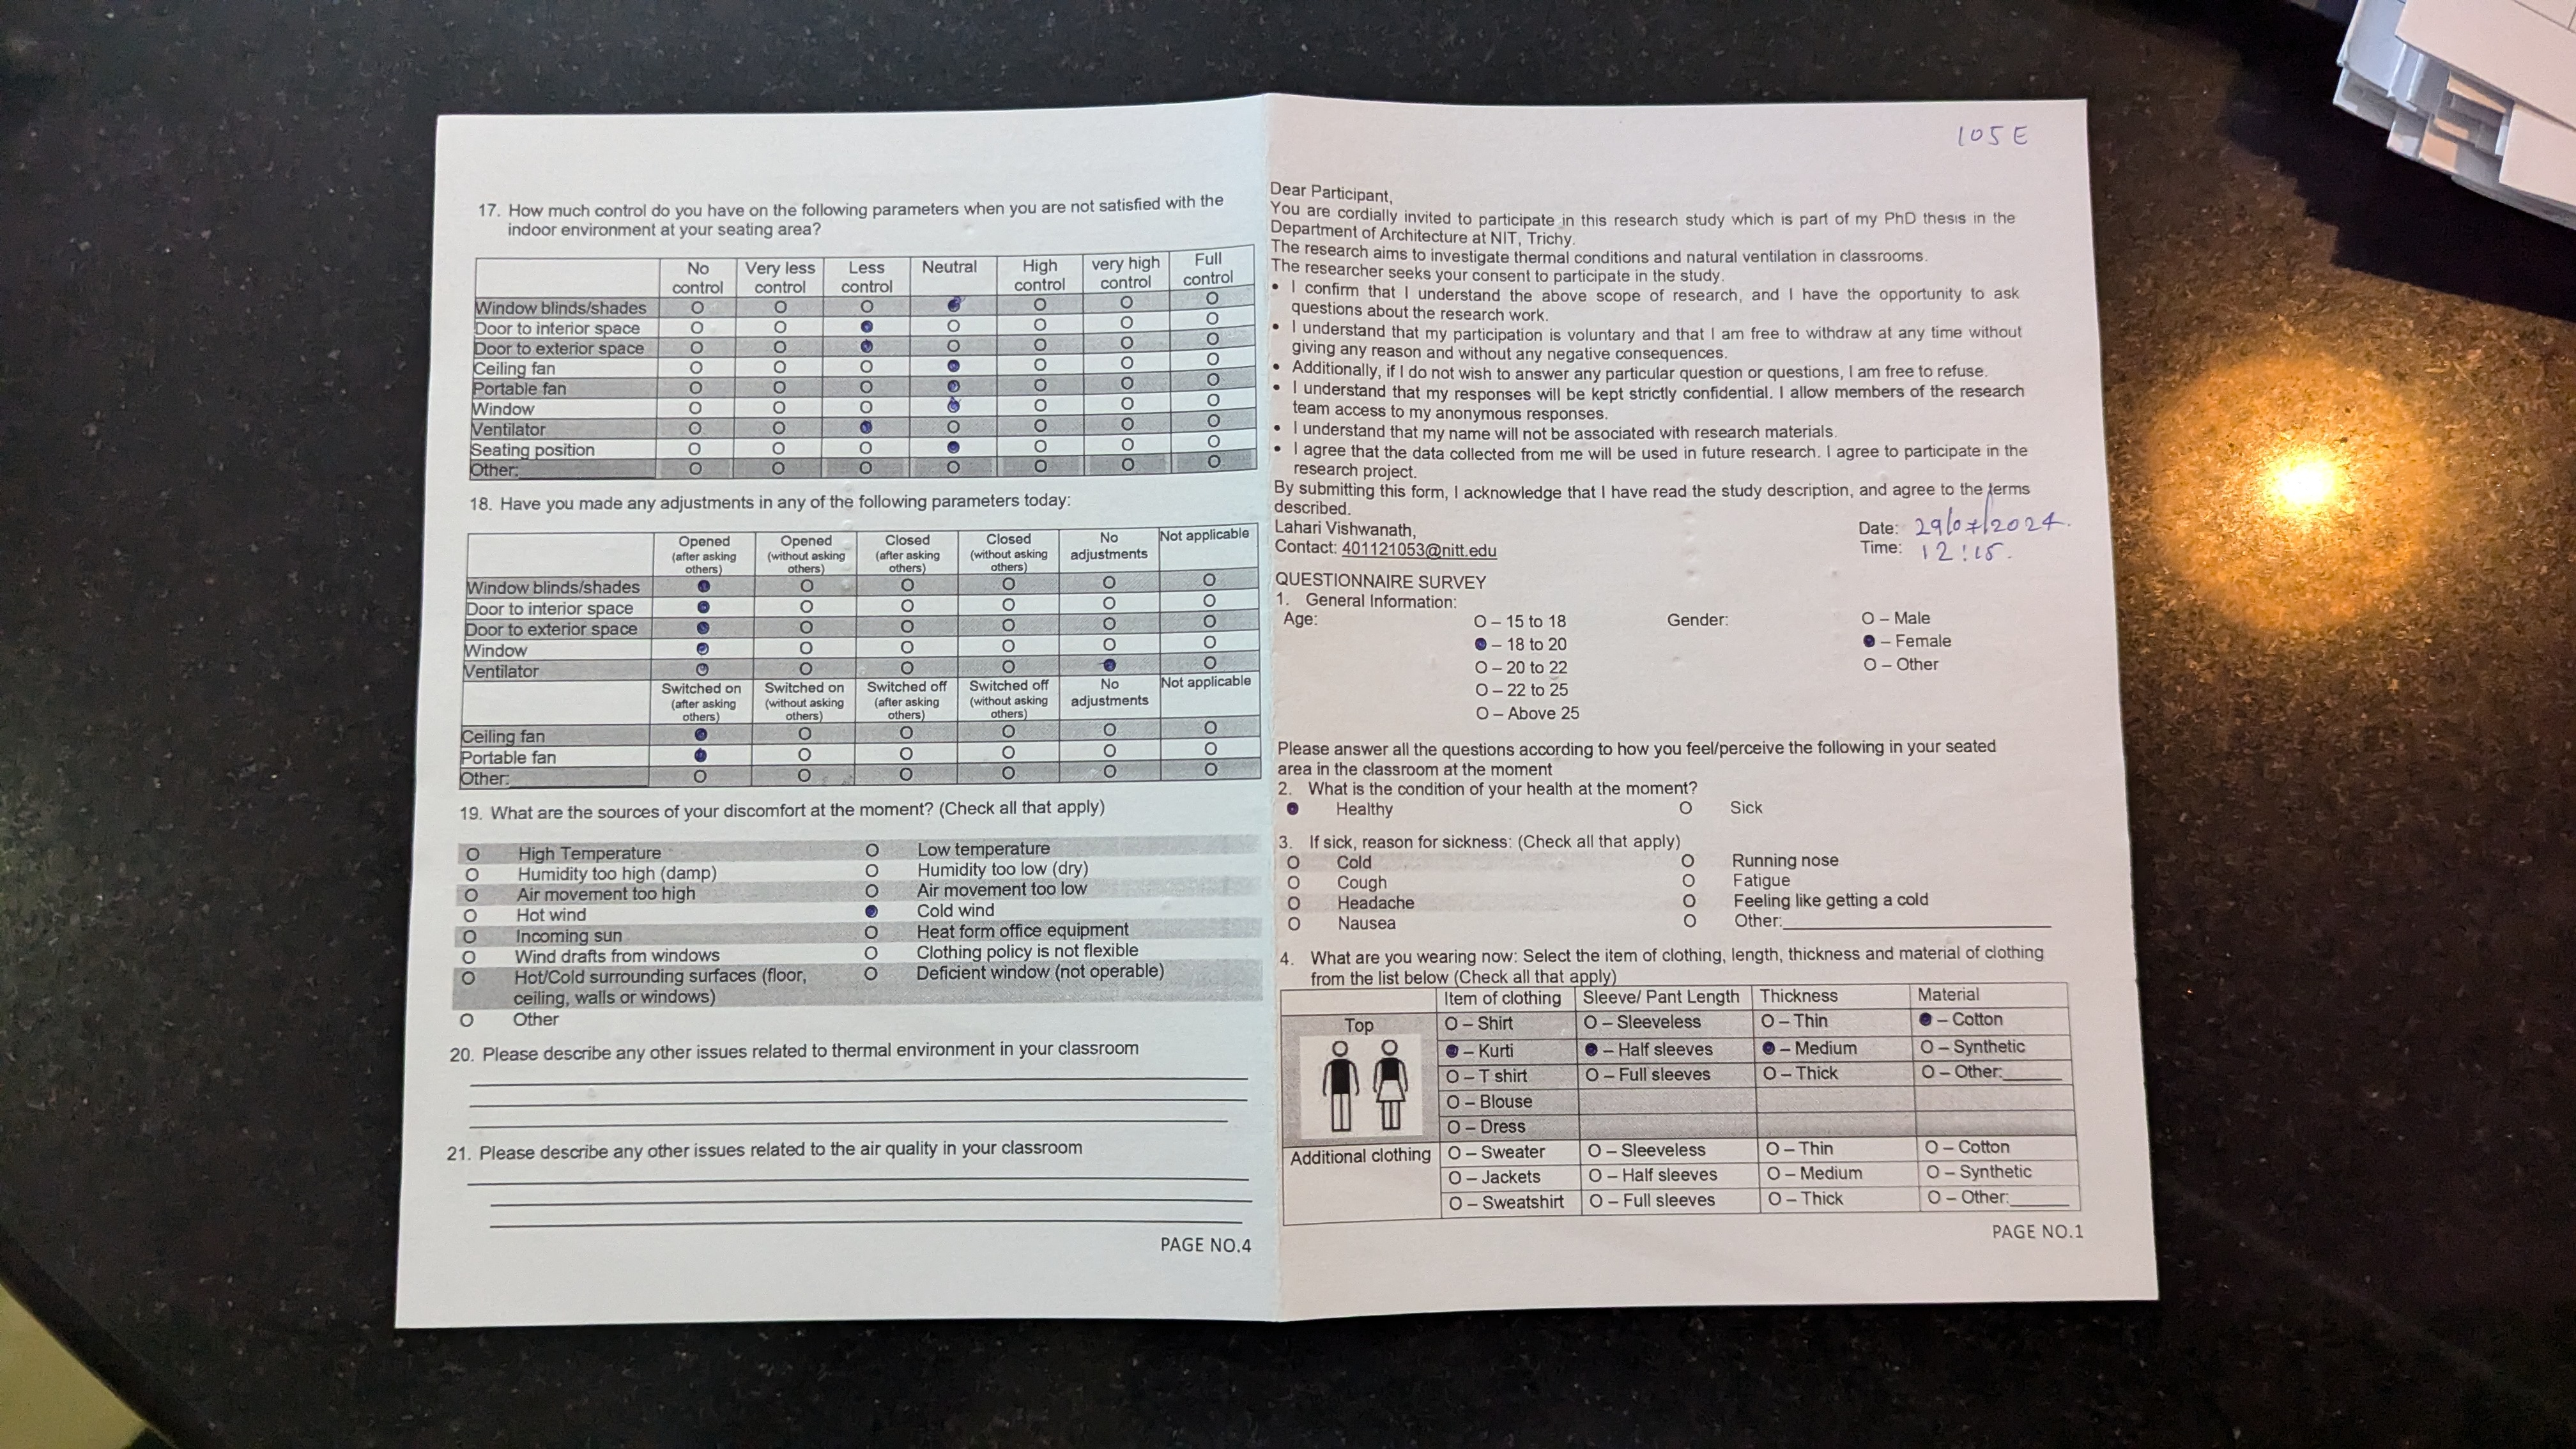 17. How much control do you have on the following parameters when you are not satisfied with the
indoor environment at your seating area?
No control Very less control Less control Neutral High control very high control Full control
Window blinds/shades O O O ● O O O
Door to interior space O O ● O O O O
Door to exterior space O O ● O O O O
Ceiling fan O O O ● O O O
Portable fan O O O ● O O O
Window O O O ● O O O
Ventilator O O ● O O O O
Seating position O O O ● O O O
Other: O O O O O O O
18. Have you made any adjustments in any of the following parameters today:
Opened (after asking others) Opened (without asking others) Closed (after asking others) Closed (without asking others) No adjustments Not applicable
Window blinds/shades ● O O O O O
Door to interior space ● O O O O O
Door to exterior space ● O O O O O
Window ● O O O O O
Ventilator ● O O O ● O
Switched on (after asking others) Switched on (without asking others) Switched off (after asking others) Switched off (without asking others) No adjustments Not applicable
Ceiling fan ● O O O O O
Portable fan ● O O O O O
Other: O O O O O O
19. What are the sources of your discomfort at the moment? (Check all that apply)
O High Temperature O Low temperature
O Humidity too high (damp) O Humidity too low (dry)
O Air movement too high O Air movement too low
O Hot wind ● Cold wind
O Incoming sun O Heat form office equipment
O Wind drafts from windows O Clothing policy is not flexible
O Hot/Cold surrounding surfaces (floor, O Deficient window (not operable)
ceiling, walls or windows)
O Other
20. Please describe any other issues related to thermal environment in your classroom
21. Please describe any other issues related to the air quality in your classroom
PAGE NO.4
105 E
Dear Participant,
You are cordially invited to participate in this research study which is part of my PhD thesis in the
Department of Architecture at NIT, Trichy.
The research aims to investigate thermal conditions and natural ventilation in classrooms.
The researcher seeks your consent to participate in the study.
• I confirm that I understand the above scope of research, and I have the opportunity to ask
questions about the research work.
• I understand that my participation is voluntary and that I am free to withdraw at any time without
giving any reason and without any negative consequences.
• Additionally, if I do not wish to answer any particular question or questions, I am free to refuse.
• I understand that my responses will be kept strictly confidential. I allow members of the research
team access to my anonymous responses.
• I understand that my name will not be associated with research materials.
• I agree that the data collected from me will be used in future research. I agree to participate in the
research project.
By submitting this form, I acknowledge that I have read the study description, and agree to the terms
described.
Lahari Vishwanath, Date: 29/07/2024.
Contact: 401121053@nitt.edu Time: 12:15.
QUESTIONNAIRE SURVEY
1. General Information:
Age: O – 15 to 18 Gender: O – Male
● – 18 to 20 ● – Female
O – 20 to 22 O – Other
O – 22 to 25
O – Above 25
Please answer all the questions according to how you feel/perceive the following in your seated
area in the classroom at the moment
2. What is the condition of your health at the moment?
● Healthy O Sick
3. If sick, reason for sickness: (Check all that apply)
O Cold O Running nose
O Cough O Fatigue
O Headache O Feeling like getting a cold
O Nausea O Other:
4. What are you wearing now: Select the item of clothing, length, thickness and material of clothing
from the list below (Check all that apply)
Item of clothing Sleeve/ Pant Length Thickness Material
Top O – Shirt O – Sleeveless O – Thin ● – Cotton
● – Kurti ● – Half sleeves ● – Medium O – Synthetic
O – T shirt O – Full sleeves O – Thick O – Other:
O – Blouse
O – Dress
Additional clothing O – Sweater O – Sleeveless O – Thin O – Cotton
O – Jackets O – Half sleeves O – Medium O – Synthetic
O – Sweatshirt O – Full sleeves O – Thick O – Other:
PAGE NO.1